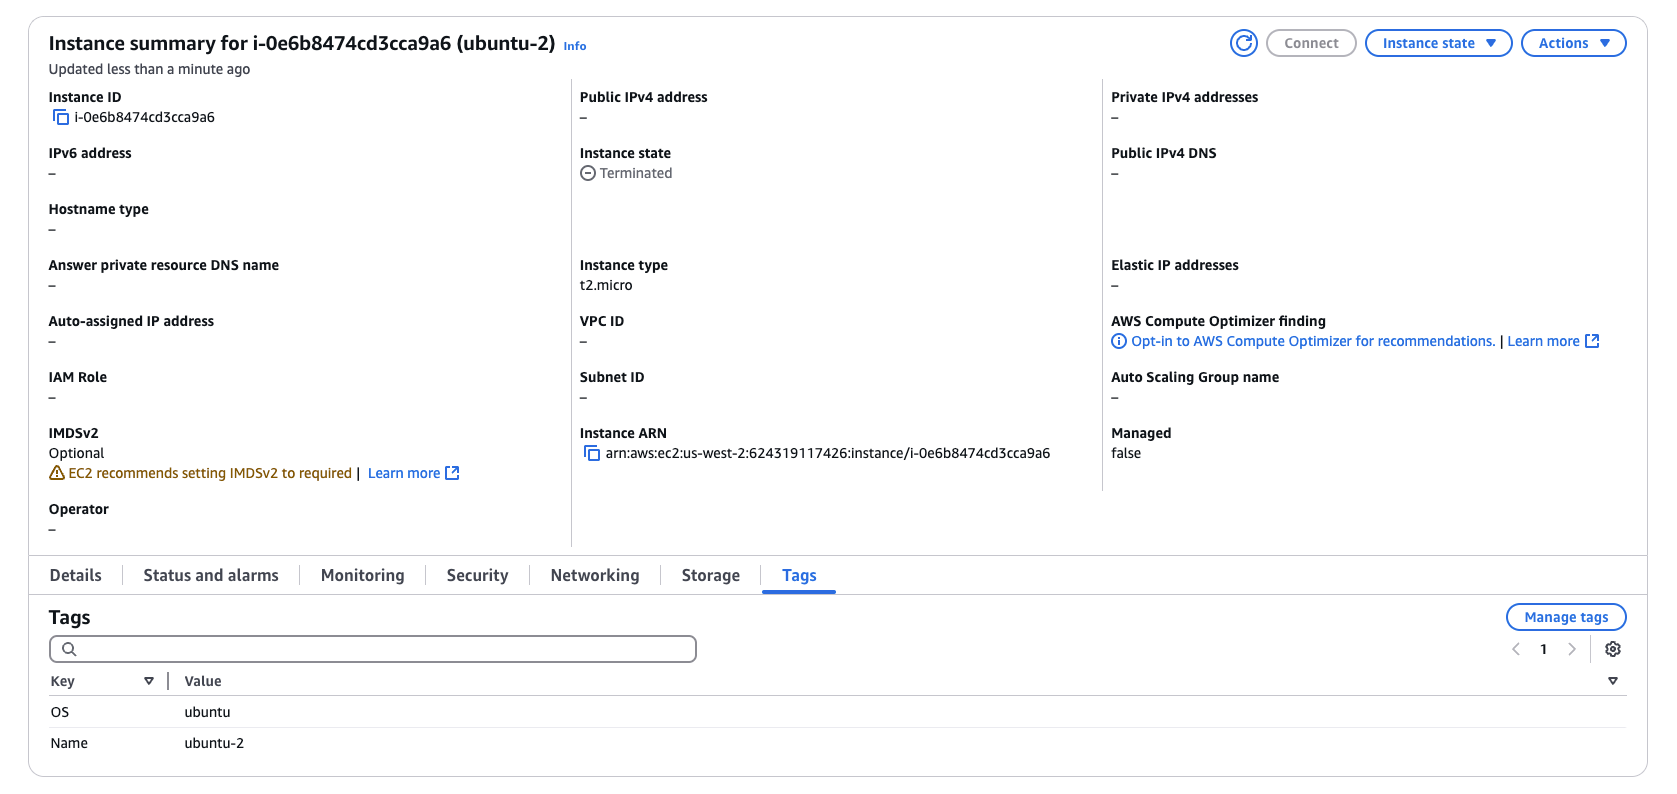 Instance summary for i-0e6b8474cd3cca9a6 (ubuntu-2) Info
Connect
Instance state
Actions
Updated less than a minute ago
Instance ID
i-0e6b8474cd3cca9a6
Public IPv4 address
–
Private IPv4 addresses
–
IPv6 address
–
Instance state
Terminated
Public IPv4 DNS
–
Hostname type
–
Answer private resource DNS name
–
Instance type
t2.micro
Elastic IP addresses
–
Auto-assigned IP address
–
VPC ID
–
AWS Compute Optimizer finding
Opt-in to AWS Compute Optimizer for recommendations. | Learn more
IAM Role
–
Subnet ID
–
Auto Scaling Group name
–
IMDSv2
Optional
EC2 recommends setting IMDSv2 to required | Learn more
Instance ARN
arn:aws:ec2:us-west-2:624319117426:instance/i-0e6b8474cd3cca9a6
Managed
false
Operator
–
Details
Status and alarms
Monitoring
Security
Networking
Storage
Tags
Tags
Manage tags
1
Key Value
OS ubuntu
Name ubuntu-2